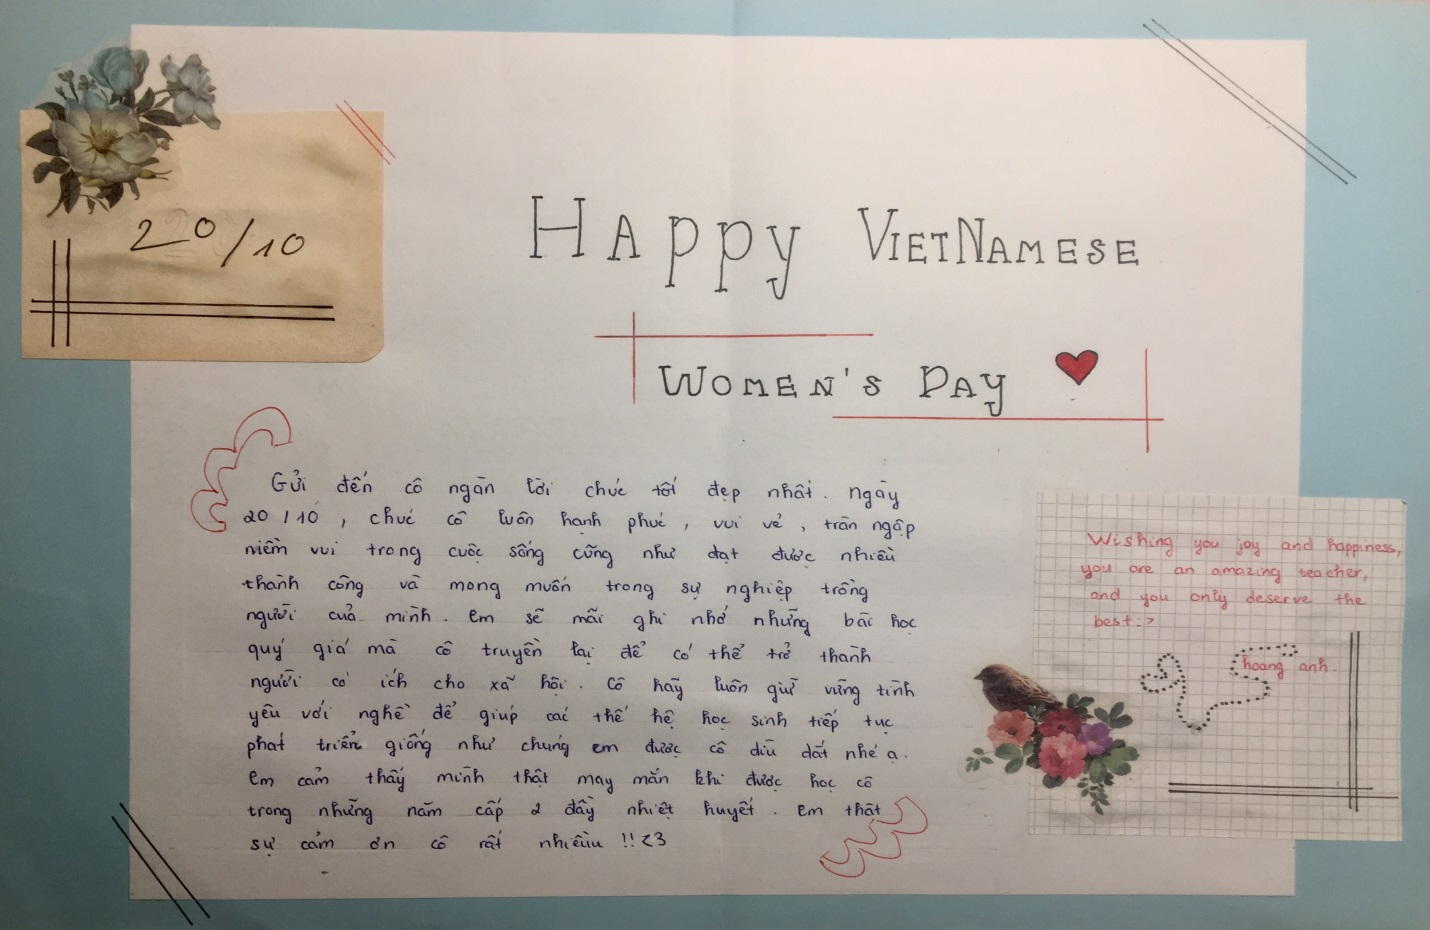 20/10
Happy VietNamese
Women's Day
Gửi đến cô ngàn lời chúc tốt đẹp nhất. Ngày
20/10, chúc cô luôn hạnh phúc, vui vẻ, tràn ngập
niềm vui trong cuộc sống cũng như đạt được nhiều
thành công và mong muốn trong sự nghiệp trồng
người của mình. Em sẽ mãi ghi nhớ những bài học
quý giá mà cô truyền lại để có thể trở thành
người có ích cho xã hội. Cô hãy luôn giữ vững tình
yêu với nghề để giúp các thế hệ học sinh tiếp tục
phát triển giống như chúng em được cô dìu dắt nhé ạ.
Em cảm thấy mình thật may mắn khi được học cô
trong những năm cấp 2 đầy nhiệt huyết. Em thật
sự cảm ơn cô rất nhiềuu !! <3
Wishing you joy and happiness,
you are an amazing teacher,
and you only deserve the
best:>
hoang anh.